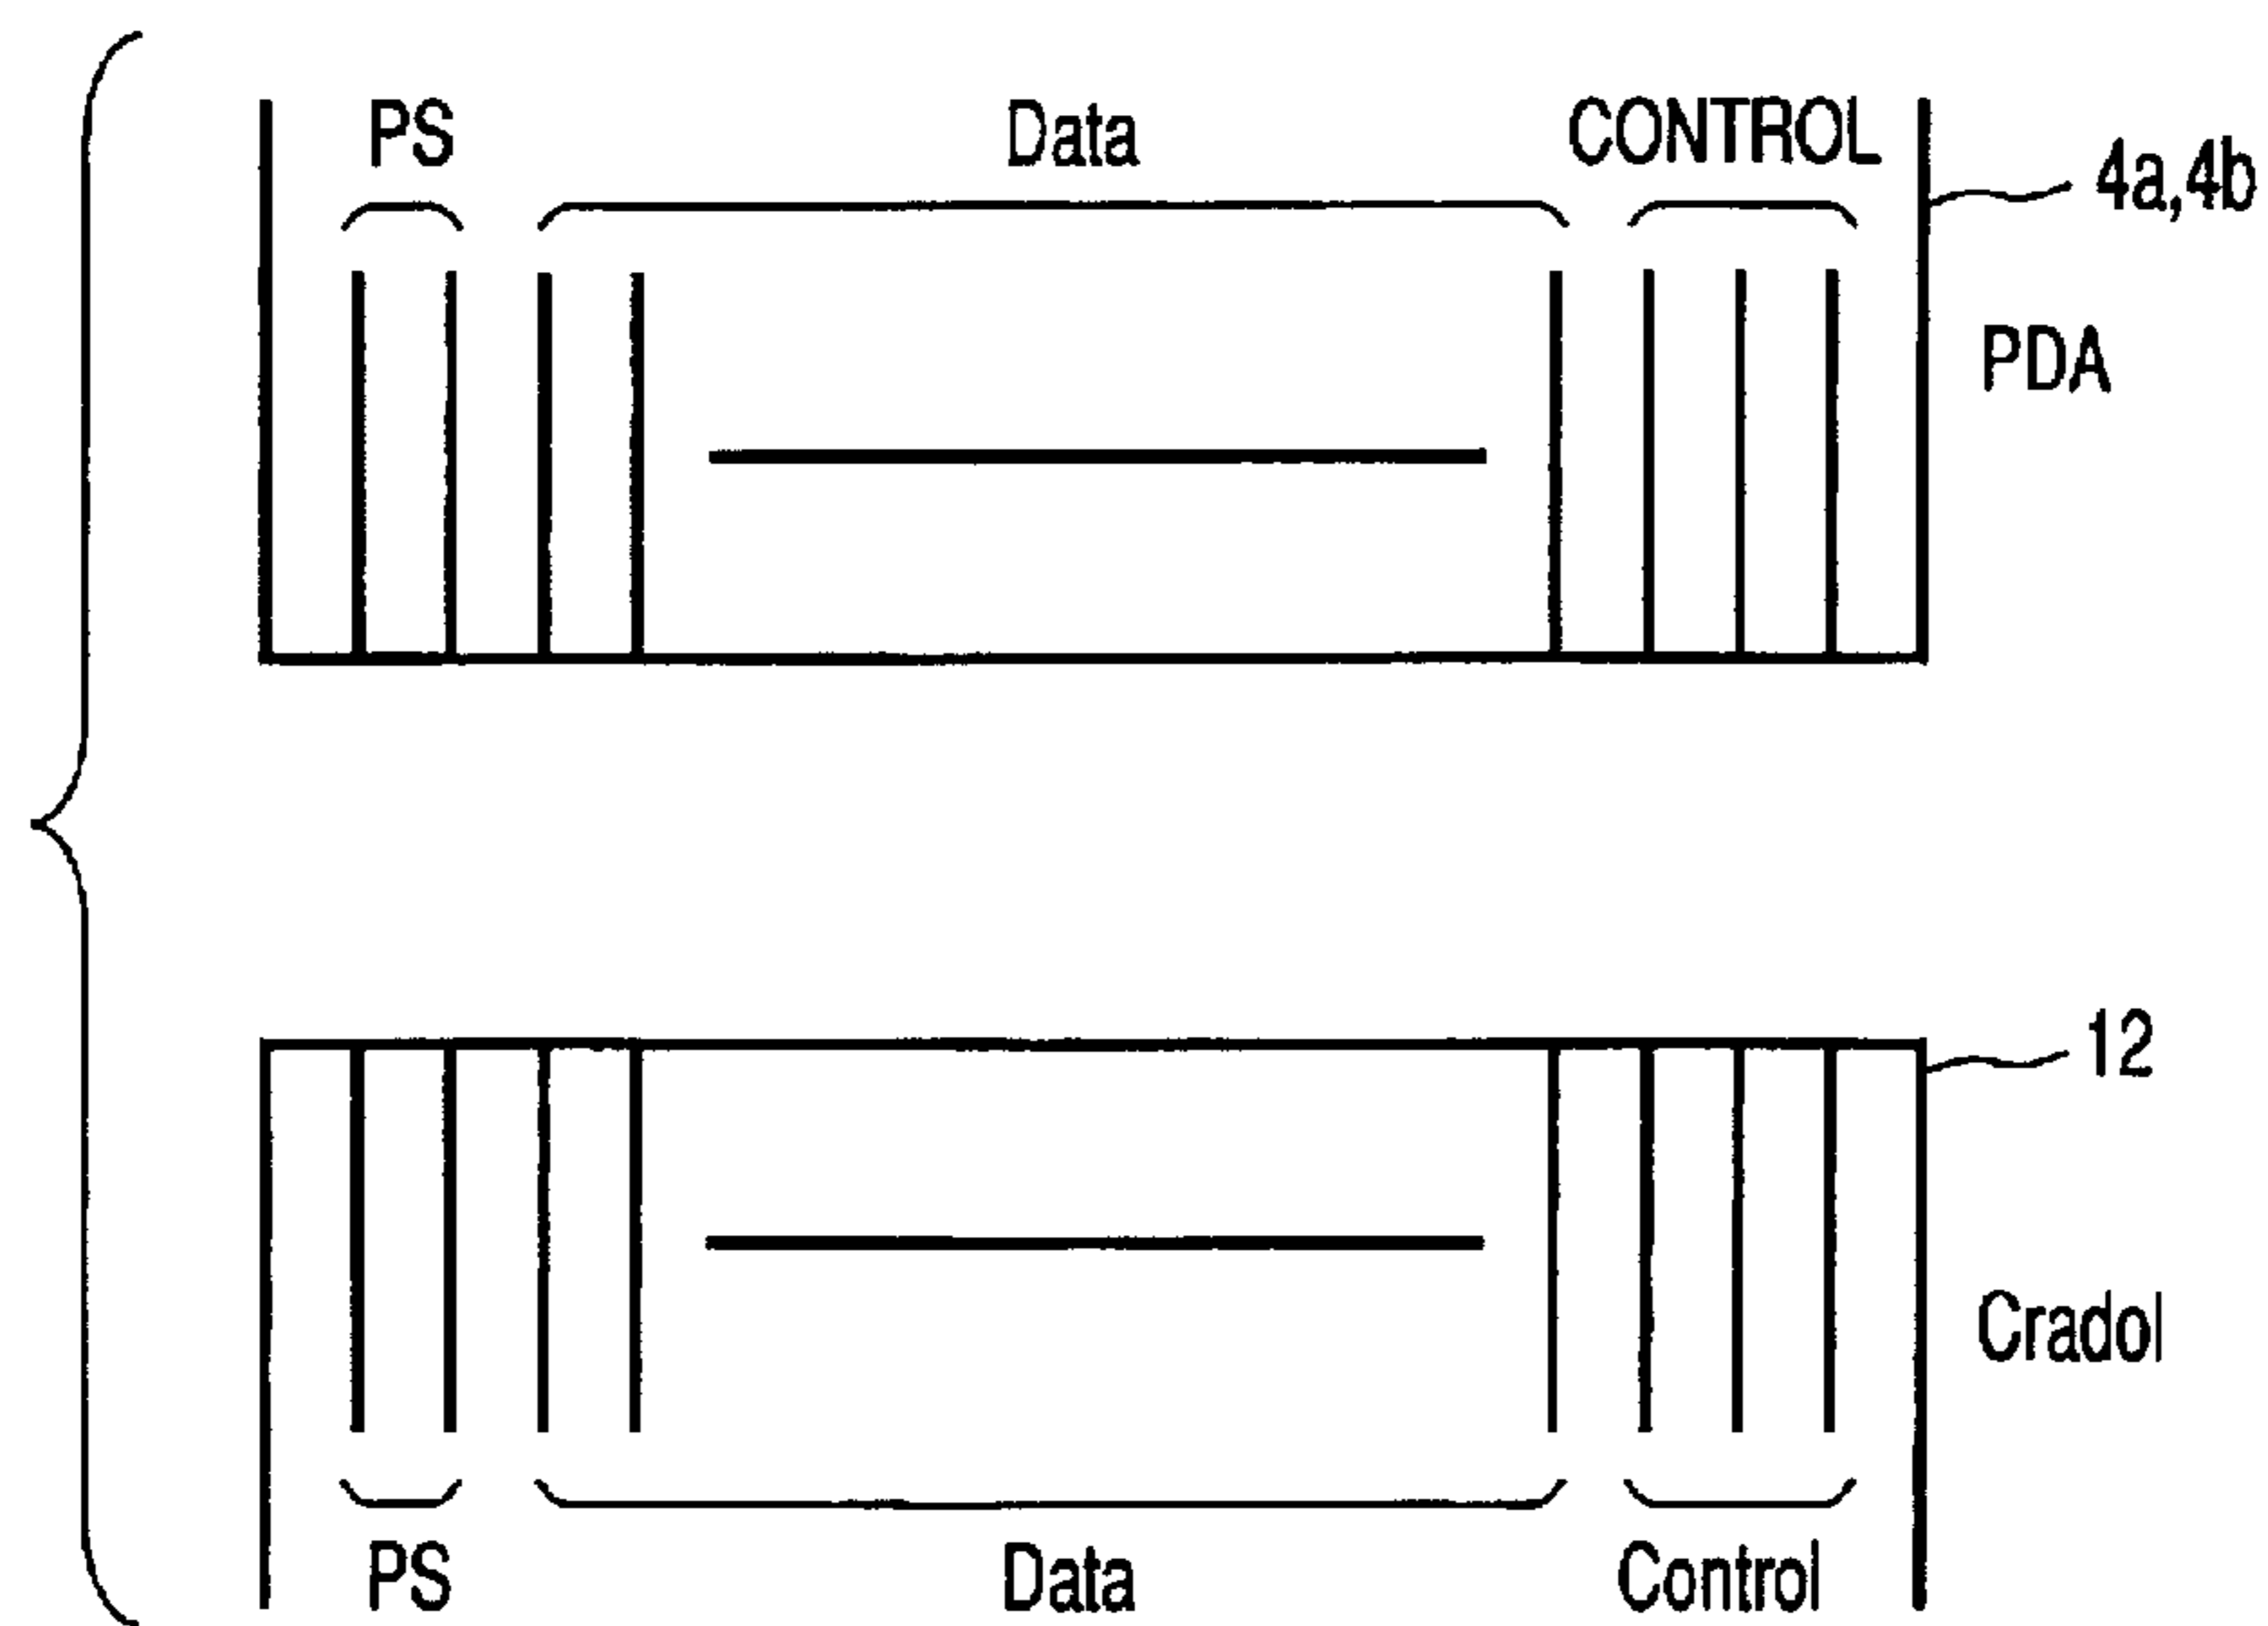 PS Data CONTROL
4a,4b
PDA
12
Cradol
PS Data Control